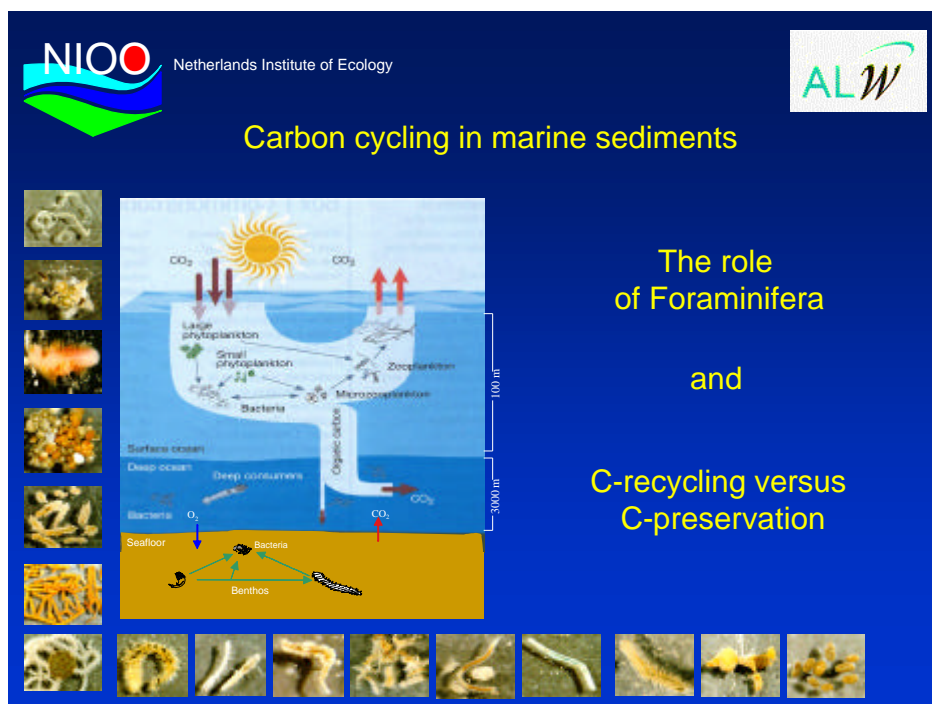 NIOO
Netherlands Institute of Ecology
ALW
Carbon cycling in marine sediments
The role
of Foraminifera
and
C-recycling versus
C-preservation
CO2
CO2
Large
phytoplankton
Small
phytoplankton
Zooplankton
Microzooplankton
Bacteria
Organic carbon
100 m
Surface ocean
Deep ocean
Deep consumers
Bacteria
CO2
3000 m
O2
CO2
Seafloor
Bacteria
Benthos